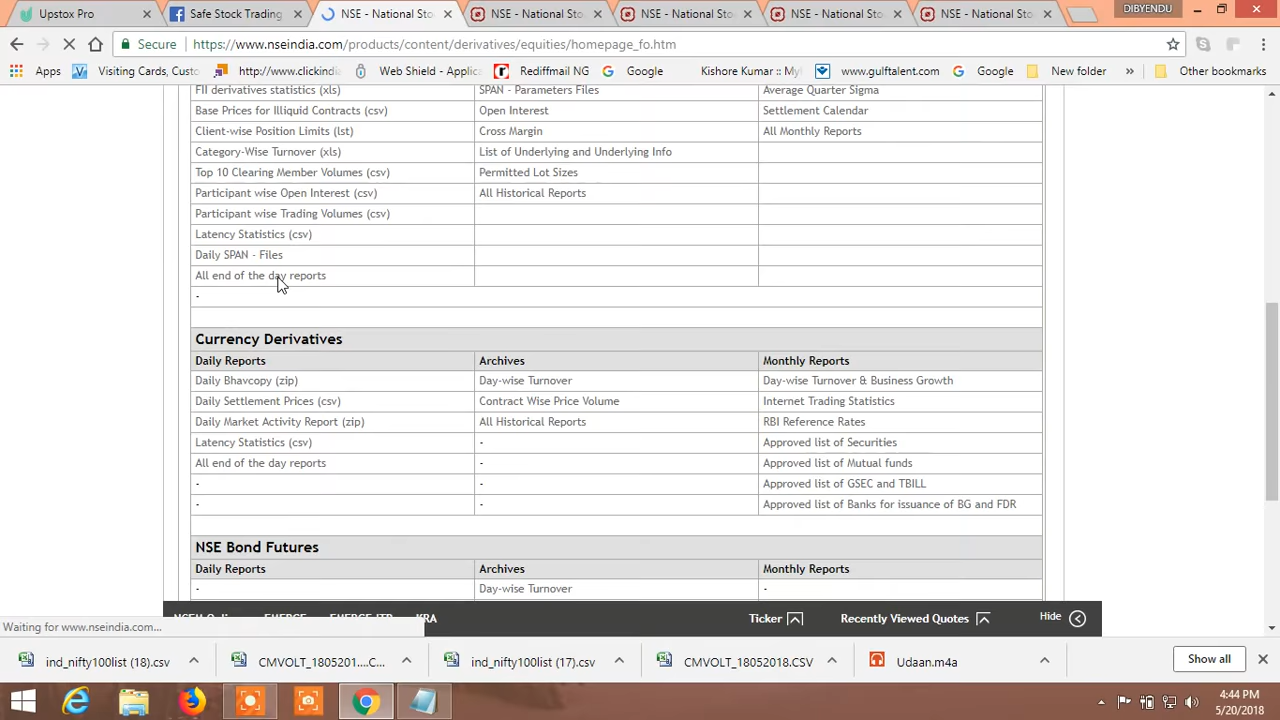 Upstox Pro
Safe Stock Trading
NSE - National Sto
NSE - National Sto
NSE - National Sto
NSE - National Sto
NSE - National Sto
DIBYENDU
Secure
https://www.nseindia.com/products/content/derivatives/equities/homepage_fo.htm
Apps
Visiting Cards, Custo
http://www.clickindi
Web Shield - Applica
Rediffmail NG
Google
Kishore Kumar :: My
www.gulftalent.com
Google
New folder
»
Other bookmarks
FII derivatives statistics (xls) SPAN - Parameters Files Average Quarter Sigma
Base Prices for Illiquid Contracts (csv) Open Interest Settlement Calendar
Client-wise Position Limits (lst) Cross Margin All Monthly Reports
Category-Wise Turnover (xls) List of Underlying and Underlying Info
Top 10 Clearing Member Volumes (csv) Permitted Lot Sizes
Participant wise Open Interest (csv) All Historical Reports
Participant wise Trading Volumes (csv)
Latency Statistics (csv)
Daily SPAN - Files
All end of the day reports
-
Currency Derivatives
Daily Reports Archives Monthly Reports
Daily Bhavcopy (zip) Day-wise Turnover Day-wise Turnover & Business Growth
Daily Settlement Prices (csv) Contract Wise Price Volume Internet Trading Statistics
Daily Market Activity Report (zip) All Historical Reports RBI Reference Rates
Latency Statistics (csv) - Approved list of Securities
All end of the day reports - Approved list of Mutual funds
- - Approved list of GSEC and TBILL
- - Approved list of Banks for issuance of BG and FDR
NSE Bond Futures
Daily Reports Archives Monthly Reports
- Day-wise Turnover -
EMERGE EMERGE ITP KRA
Ticker
Recently Viewed Quotes
Hide
Waiting for www.nseindia.com...
ind_nifty100list (18).csv
CMVOLT_1805201....C...
ind_nifty100list (17).csv
CMVOLT_18052018.CSV
Udaan.m4a
Show all
4:44 PM
5/20/2018